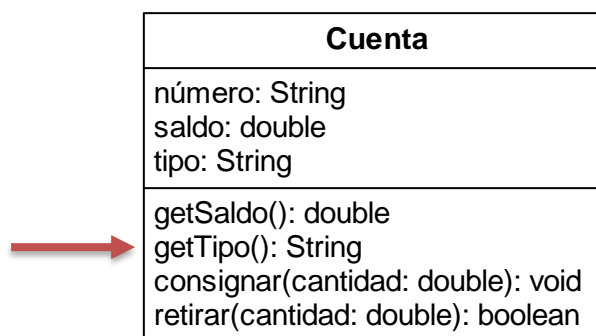 Cuenta
número: String
saldo: double
tipo: String
getSaldo(): double
getTipo(): String
consignar(cantidad: double): void
retirar(cantidad: double): boolean